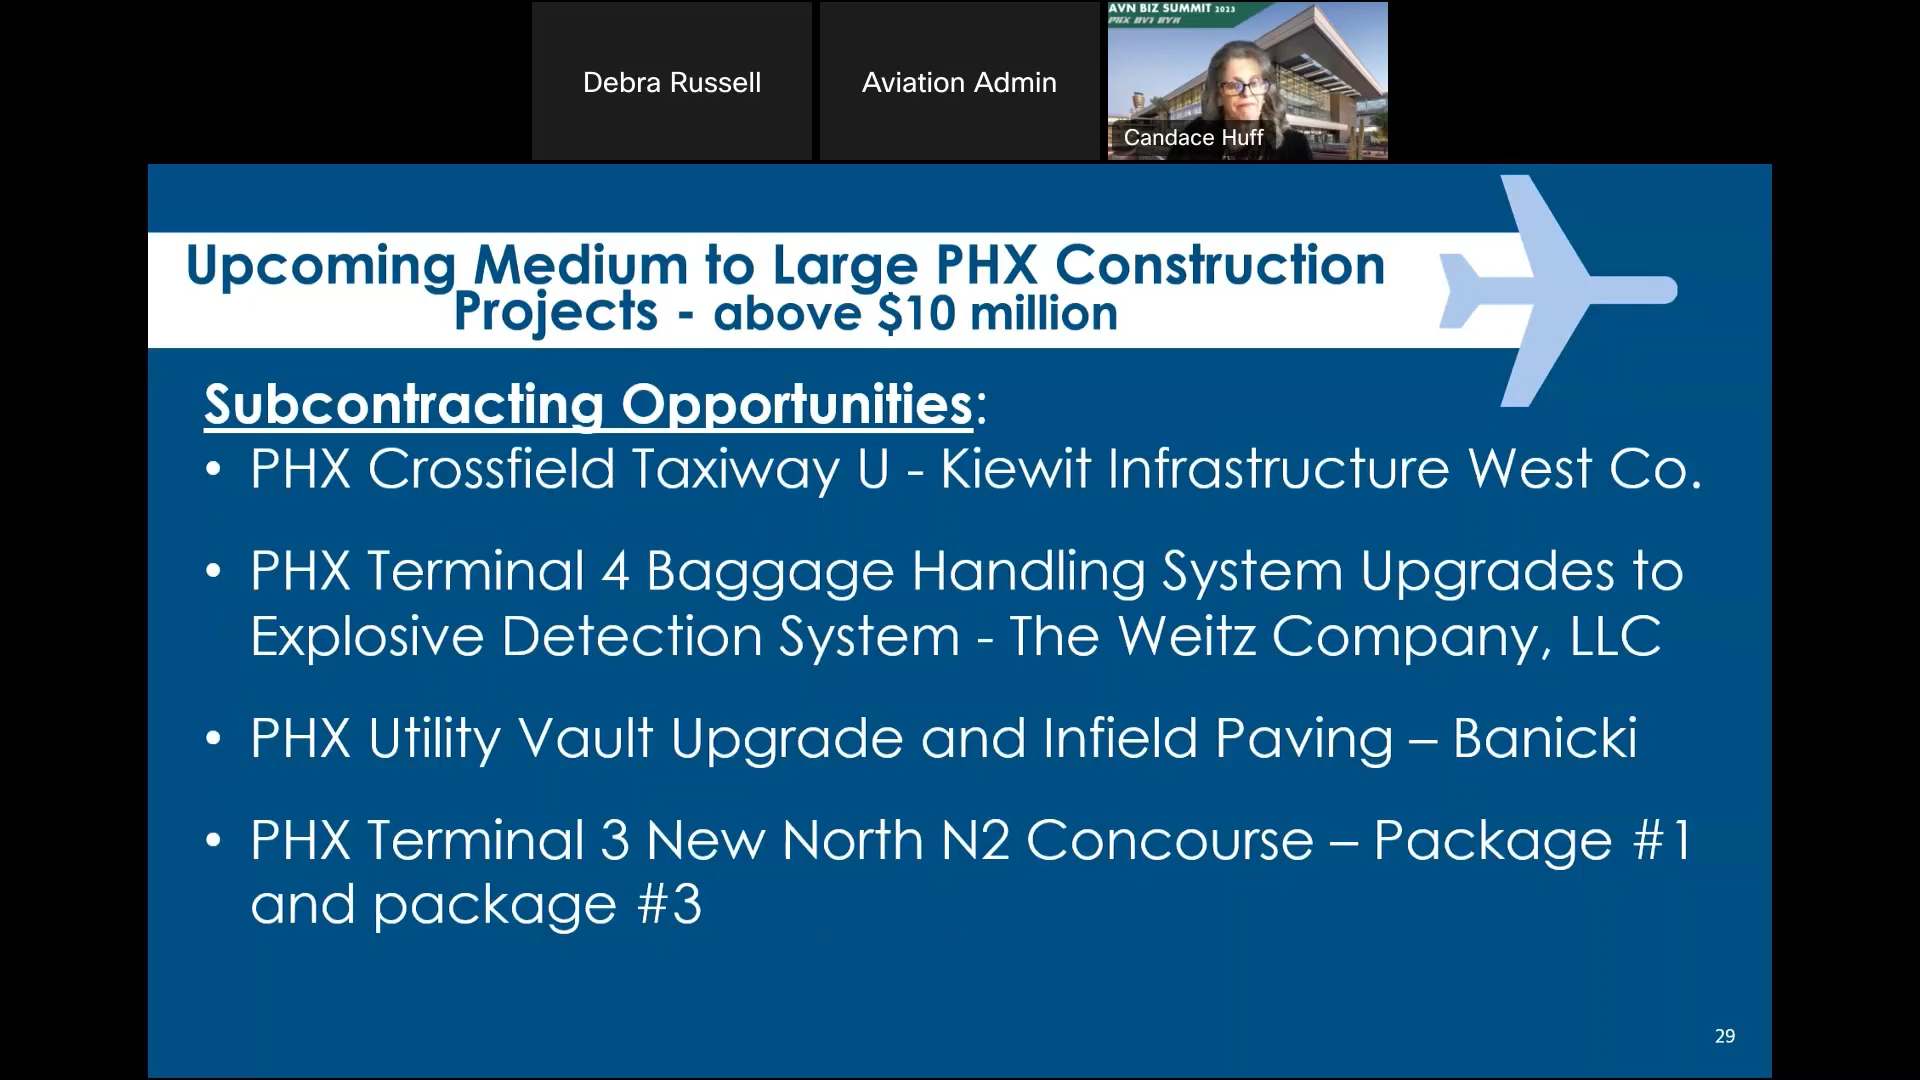 Debra Russell
Aviation Admin
AVN BIZ SUMMIT 2023
PHX DVT GYR
Candace Huff
Upcoming Medium to Large PHX Construction
Projects - above $10 million
Subcontracting Opportunities:
• PHX Crossfield Taxiway U - Kiewit Infrastructure West Co.
• PHX Terminal 4 Baggage Handling System Upgrades to
Explosive Detection System - The Weitz Company, LLC
• PHX Utility Vault Upgrade and Infield Paving – Banicki
• PHX Terminal 3 New North N2 Concourse – Package #1
and package #3
29